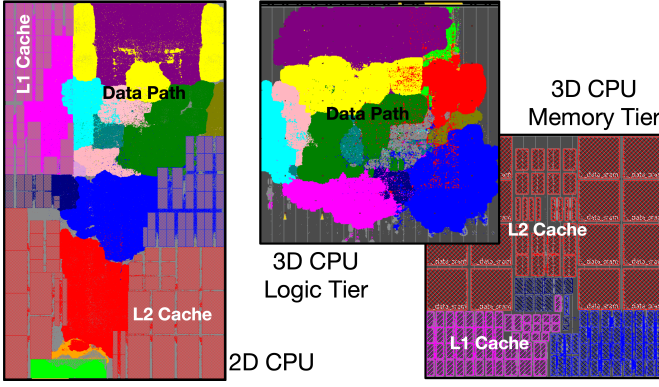 L1 Cache
Data Path
L2 Cache
2D CPU
Data Path
3D CPU
Logic Tier
3D CPU
Memory Tier
L2 Cache
L1 Cache